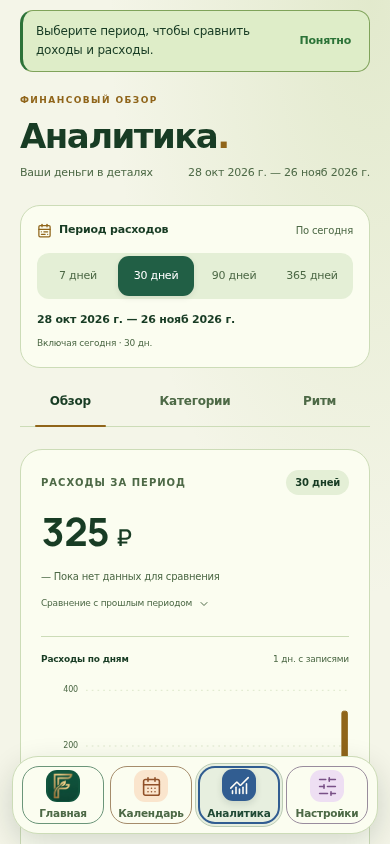 Выберите период, чтобы сравнить
доходы и расходы.
Понятно
ФИНАНСОВЫЙ ОБЗОР
Аналитика.
Ваши деньги в деталях
28 окт 2026 г. — 26 нояб 2026 г.
Период расходов
По сегодня
7 дней
30 дней
90 дней
365 дней
28 окт 2026 г. — 26 нояб 2026 г.
Включая сегодня · 30 дн.
Обзор
Категории
Ритм
РАСХОДЫ ЗА ПЕРИОД
30 дней
325 ₽
— Пока нет данных для сравнения
Сравнение с прошлым периодом
Расходы по дням
1 дн. с записями
400
200
Главная
Календарь
Аналитика
Настройки